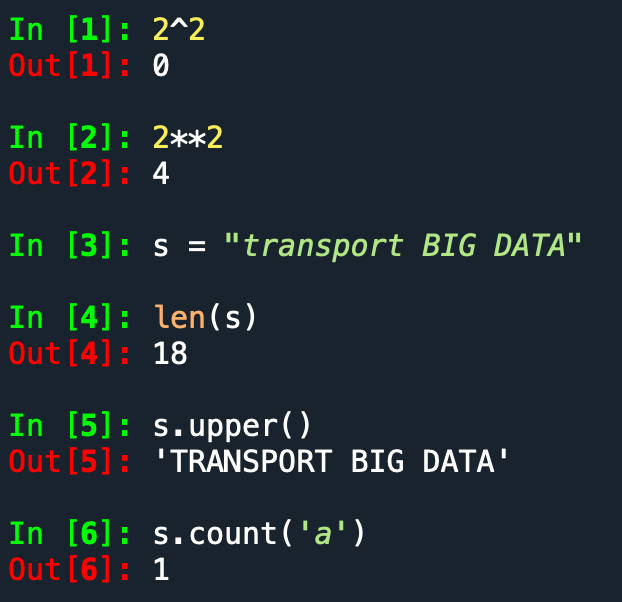 In [1]: 2^2
Out[1]: 0
In [2]: 2**2
Out[2]: 4
In [3]: s = "transport BIG DATA"
In [4]: len(s)
Out[4]: 18
In [5]: s.upper()
Out[5]: 'TRANSPORT BIG DATA'
In [6]: s.count('a')
Out[6]: 1